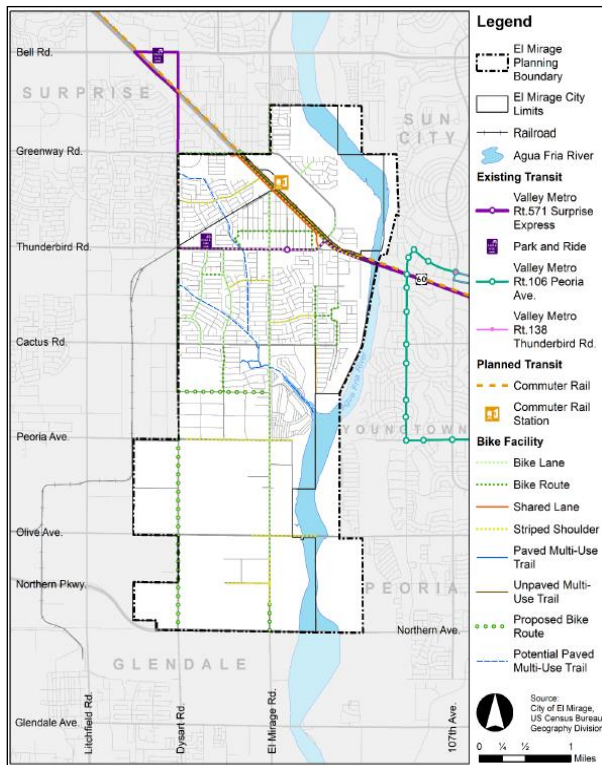 Bell Rd.
SURPRISE
SUN
CITY
Greenway Rd.
Thunderbird Rd.
60
Cactus Rd.
Agua Fria River
YOUNGTOWN
Peoria Ave.
Olive Ave.
Northern Pkwy.
PEORIA
Northern Ave.
GLENDALE
Glendale Ave.
Litchfield Rd.
Dysart Rd.
El Mirage Rd.
107th Ave.
Legend
El Mirage
Planning
Boundary
El Mirage City
Limits
Railroad
Agua Fria River
Existing Transit
Valley Metro
Rt.571 Surprise
Express
Park and Ride
Valley Metro
Rt.106 Peoria
Ave.
Valley Metro
Rt.138
Thunderbird Rd.
Planned Transit
Commuter Rail
Commuter Rail
Station
Bike Facility
Bike Lane
Bike Route
Shared Lane
Striped Shoulder
Paved Multi-Use
Trail
Unpaved Multi-
Use Trail
Proposed Bike
Route
Potential Paved
Multi-Use Trail
Source:
City of El Mirage,
US Census Bureau
Geography Division
0 ¼ ½ 1
Miles